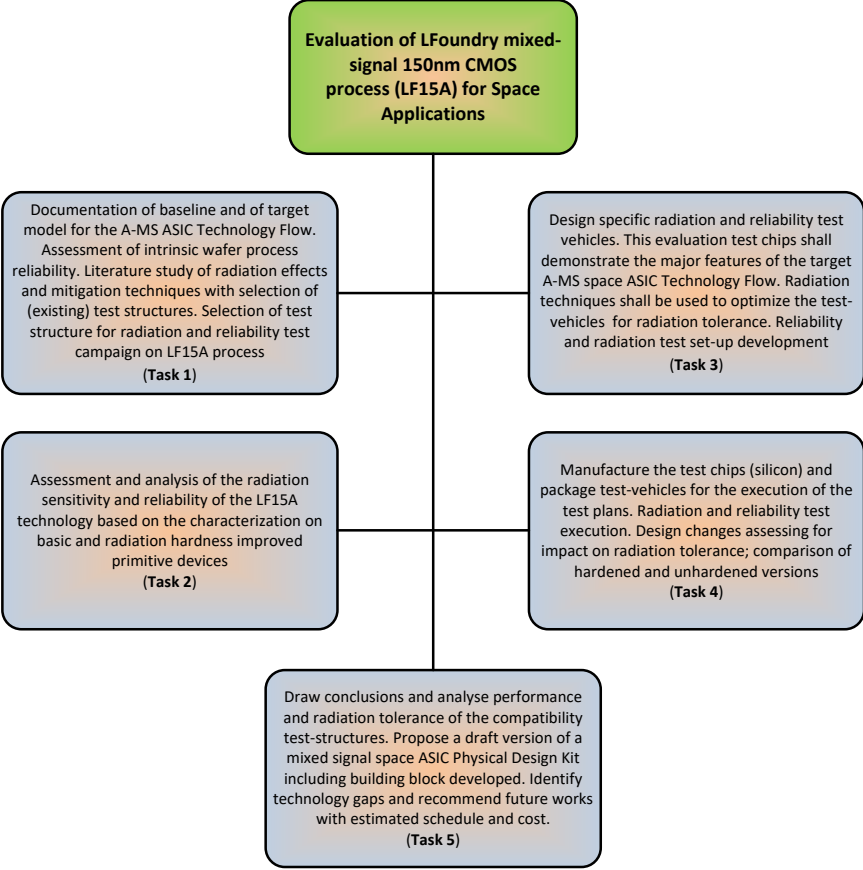 Evaluation of LFoundry mixed-
signal 150nm CMOS
process (LF15A) for Space
Applications
Documentation of baseline and of target
model for the A-MS ASIC Technology Flow.
Assessment of intrinsic wafer process
reliability. Literature study of radiation effects
and mitigation techniques with selection of
(existing) test structures. Selection of test
structure for radiation and reliability test
campaign on LF15A process
(Task 1)
Assessment and analysis of the radiation
sensitivity and reliability of the LF15A
technology based on the characterization on
basic and radiation hardness improved
primitive devices
(Task 2)
Design specific radiation and reliability test
vehicles. This evaluation test chips shall
demonstrate the major features of the target
A-MS space ASIC Technology Flow. Radiation
techniques shall be used to optimize the test-
vehicles for radiation tolerance. Reliability
and radiation test set-up development
(Task 3)
Manufacture the test chips (silicon) and
package test-vehicles for the execution of the
test plans. Radiation and reliability test
execution. Design changes assessing for
impact on radiation tolerance; comparison of
hardened and unhardened versions
(Task 4)
Draw conclusions and analyse performance
and radiation tolerance of the compatibility
test-structures. Propose a draft version of a
mixed signal space ASIC Physical Design Kit
including building block developed. Identify
technology gaps and recommend future works
with estimated schedule and cost.
(Task 5)